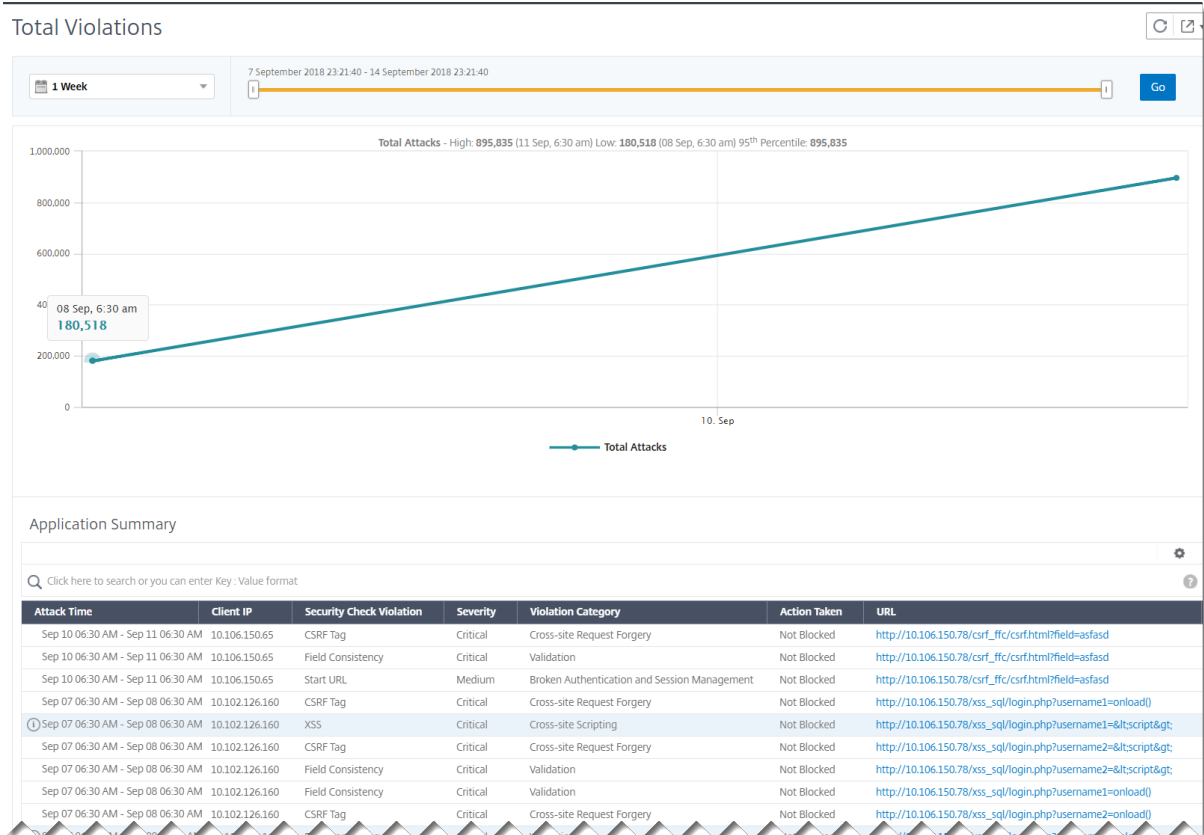 Total Violations
1 Week
7 September 2018 23:21:40 - 14 September 2018 23:21:40
Go
Total Attacks - High: 895,835 (11 Sep, 6:30 am) Low: 180,518 (08 Sep, 6:30 am) 95th Percentile: 895,835
1,000,000
800,000
600,000
40
08 Sep, 6:30 am
180,518
200,000
0
10. Sep
Total Attacks
Application Summary
Click here to search or you can enter Key : Value format
Attack Time Client IP Security Check Violation Severity Violation Category Action Taken URL
Sep 10 06:30 AM - Sep 11 06:30 AM 10.106.150.65 CSRF Tag Critical Cross-site Request Forgery Not Blocked http://10.106.150.78/csrf_ffc/csrf.html?field=asfasd
Sep 10 06:30 AM - Sep 11 06:30 AM 10.106.150.65 Field Consistency Critical Validation Not Blocked http://10.106.150.78/csrf_ffc/csrf.html?field=asfasd
Sep 10 06:30 AM - Sep 11 06:30 AM 10.106.150.65 Start URL Medium Broken Authentication and Session Management Not Blocked http://10.106.150.78/csrf_ffc/csrf.html?field=asfasd
Sep 07 06:30 AM - Sep 08 06:30 AM 10.102.126.160 CSRF Tag Critical Cross-site Request Forgery Not Blocked http://10.106.150.78/xss_sql/login.php?username1=onload()
Sep 07 06:30 AM - Sep 08 06:30 AM 10.102.126.160 XSS Critical Cross-site Scripting Not Blocked http://10.106.150.78/xss_sql/login.php?username1=&lt;script&gt;
Sep 07 06:30 AM - Sep 08 06:30 AM 10.102.126.160 CSRF Tag Critical Cross-site Request Forgery Not Blocked http://10.106.150.78/xss_sql/login.php?username2=&lt;script&gt;
Sep 07 06:30 AM - Sep 08 06:30 AM 10.102.126.160 Field Consistency Critical Validation Not Blocked http://10.106.150.78/xss_sql/login.php?username2=&lt;script&gt;
Sep 07 06:30 AM - Sep 08 06:30 AM 10.102.126.160 Field Consistency Critical Validation Not Blocked http://10.106.150.78/xss_sql/login.php?username1=onload()
Sep 07 06:30 AM - Sep 08 06:30 AM 10.102.126.160 CSRF Tag Critical Cross-site Request Forgery Not Blocked http://10.106.150.78/xss_sql/login.php?username2=onload()